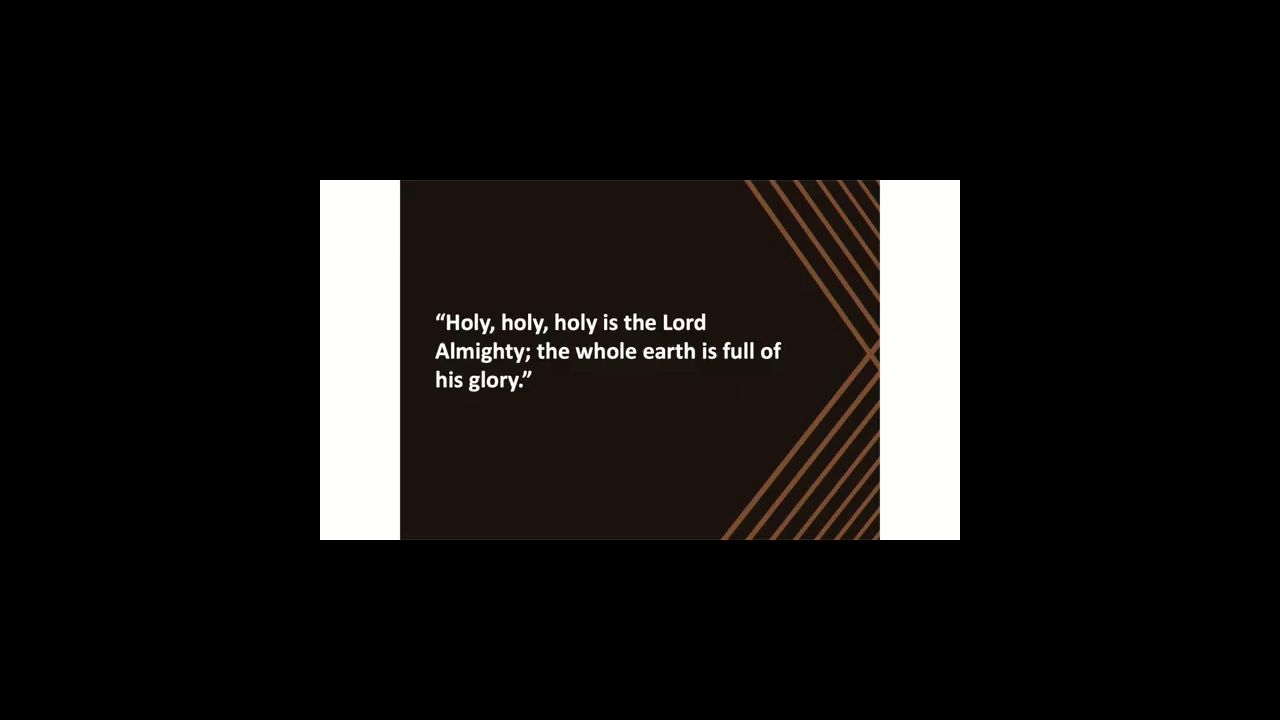 “Holy, holy, holy is the Lord
Almighty; the whole earth is full of
his glory.”